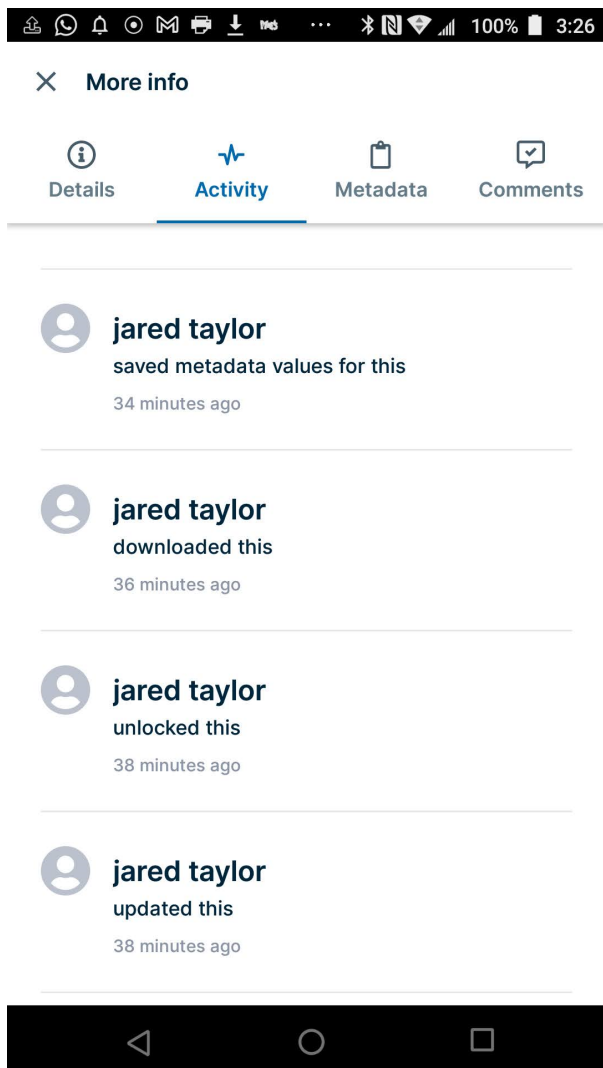 100% 3:26
More info
Details Activity Metadata Comments
jared taylor
saved metadata values for this
34 minutes ago
jared taylor
downloaded this
36 minutes ago
jared taylor
unlocked this
38 minutes ago
jared taylor
updated this
38 minutes ago